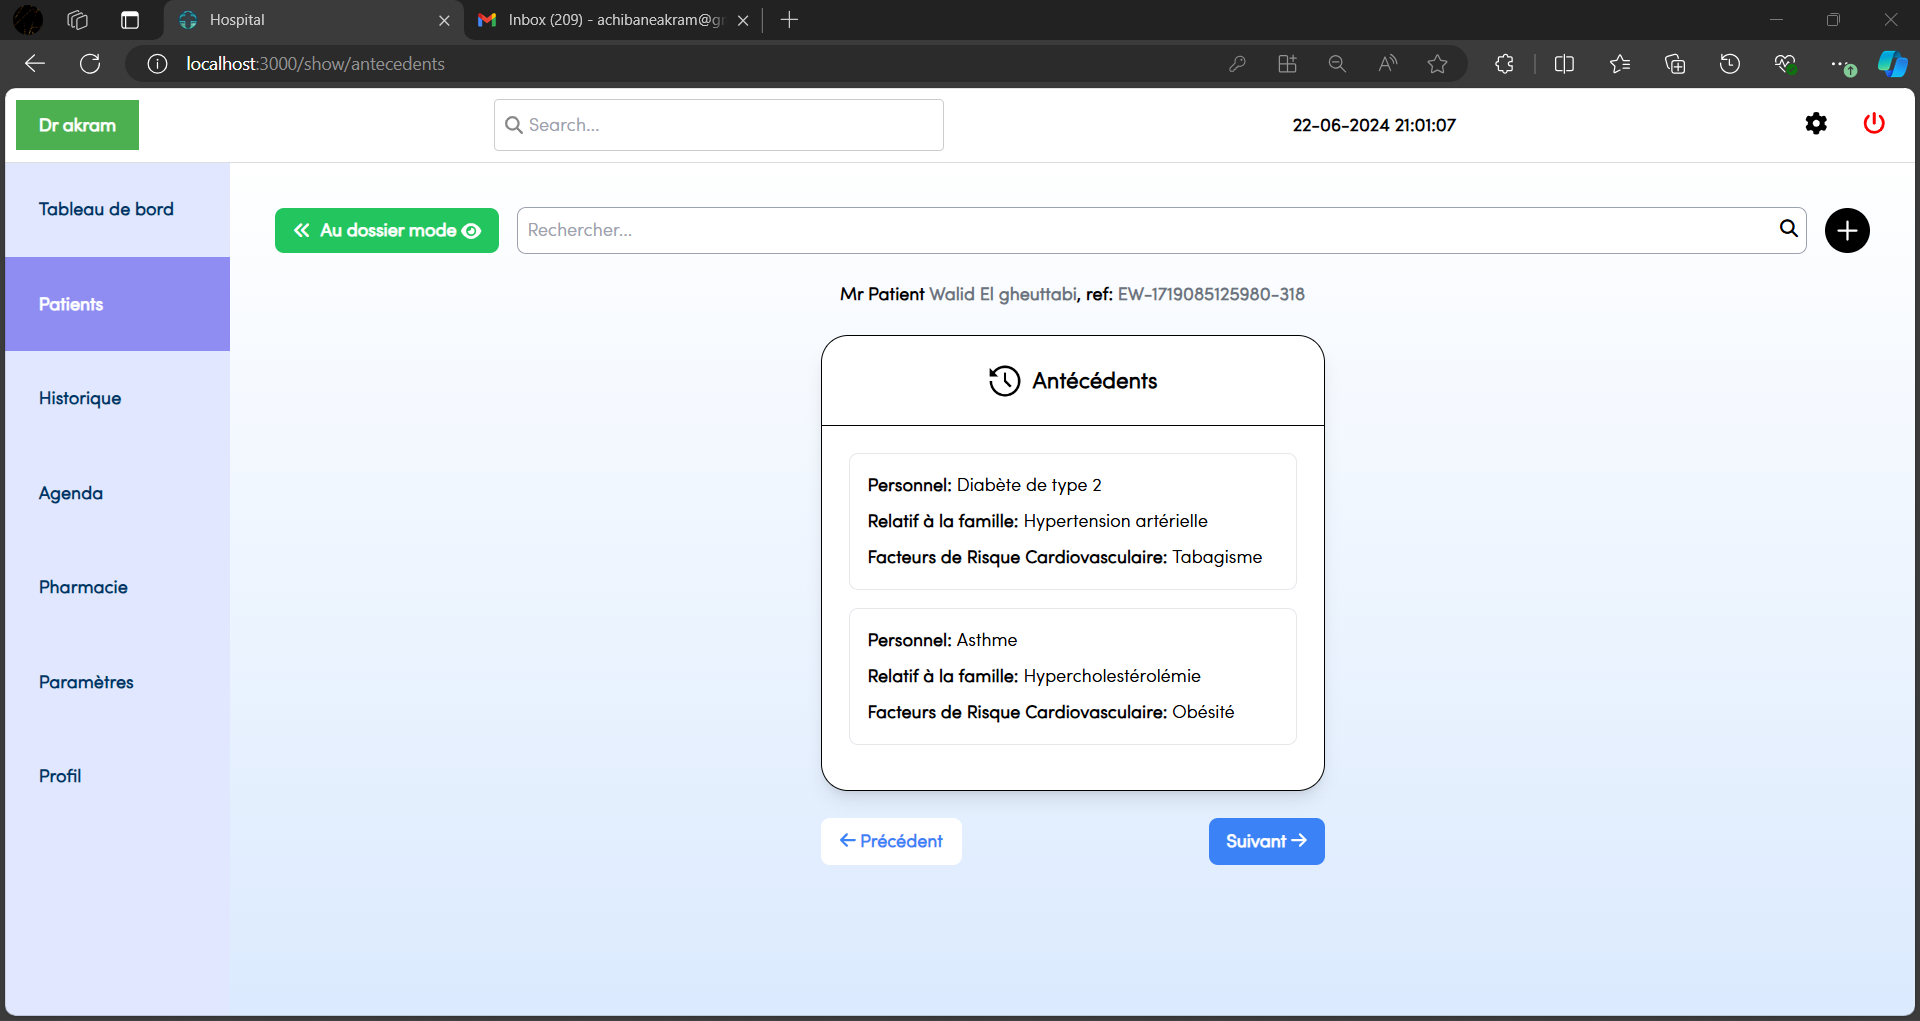 Hospital
Inbox (209) - achibaneakram@gr
localhost:3000/show/antecedents
Dr akram
Search...
22-06-2024 21:01:07
Tableau de bord
Patients
Historique
Agenda
Pharmacie
Paramètres
Profil
Au dossier mode
Rechercher...
Mr Patient Walid El gheuttabi, ref: EW-1719085125980-318
Antécédents
Personnel: Diabète de type 2
Relatif à la famille: Hypertension artérielle
Facteurs de Risque Cardiovasculaire: Tabagisme
Personnel: Asthme
Relatif à la famille: Hypercholestérolémie
Facteurs de Risque Cardiovasculaire: Obésité
Précédent
Suivant